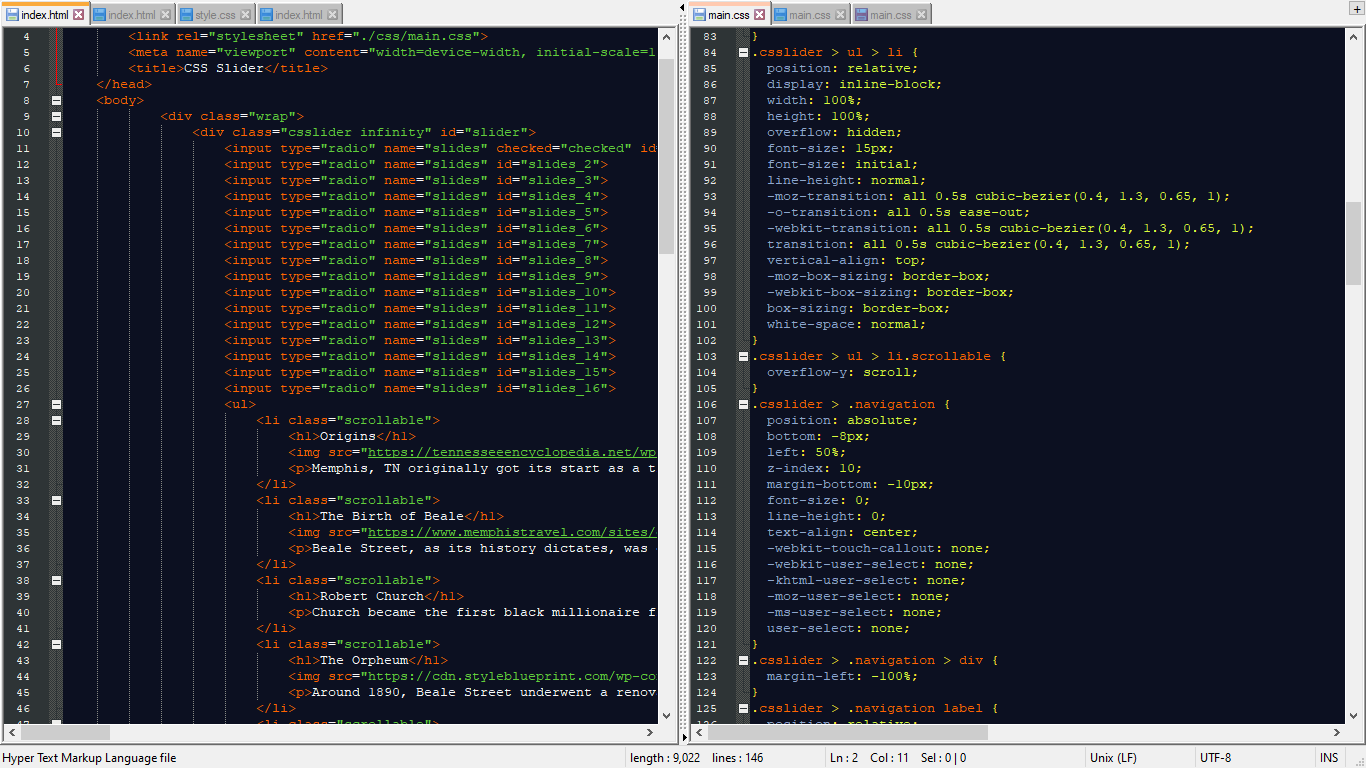 index.html index.html style.css index.html
4 <link rel="stylesheet" href="./css/main.css">
5 <meta name="viewport" content="width=device-width, initial-scale=1
6 <title>CSS Slider</title>
7 </head>
8 <body>
9 <div class="wrap">
10 <div class="csslider infinity" id="slider">
11 <input type="radio" name="slides" checked="checked" id
12 <input type="radio" name="slides" id="slides_2">
13 <input type="radio" name="slides" id="slides_3">
14 <input type="radio" name="slides" id="slides_4">
15 <input type="radio" name="slides" id="slides_5">
16 <input type="radio" name="slides" id="slides_6">
17 <input type="radio" name="slides" id="slides_7">
18 <input type="radio" name="slides" id="slides_8">
19 <input type="radio" name="slides" id="slides_9">
20 <input type="radio" name="slides" id="slides_10">
21 <input type="radio" name="slides" id="slides_11">
22 <input type="radio" name="slides" id="slides_12">
23 <input type="radio" name="slides" id="slides_13">
24 <input type="radio" name="slides" id="slides_14">
25 <input type="radio" name="slides" id="slides_15">
26 <input type="radio" name="slides" id="slides_16">
27 <ul>
28 <li class="scrollable">
29 <h1>Origins</h1>
30 <img src="https://tennesseeencyclopedia.net/wp
31 <p>Memphis, TN originally got its start as a t
32 </li>
33 <li class="scrollable">
34 <h1>The Birth of Beale</h1>
35 <img src="https://www.memphistravel.com/sites/
36 <p>Beale Street, as its history dictates, was
37 </li>
38 <li class="scrollable">
39 <h1>Robert Church</h1>
40 <p>Church became the first black millionaire f
41 </li>
42 <li class="scrollable">
43 <h1>The Orpheum</h1>
44 <img src="https://cdn.styleblueprint.com/wp-co
45 <p>Around 1890, Beale Street underwent a renov
46 </li>
47 <li class="scrollable">
main.css main.css main.css
83 }
84 .csslider > ul > li {
85 position: relative;
86 display: inline-block;
87 width: 100%;
88 height: 100%;
89 overflow: hidden;
90 font-size: 15px;
91 font-size: initial;
92 line-height: normal;
93 -moz-transition: all 0.5s cubic-bezier(0.4, 1.3, 0.65, 1);
94 -o-transition: all 0.5s ease-out;
95 -webkit-transition: all 0.5s cubic-bezier(0.4, 1.3, 0.65, 1);
96 transition: all 0.5s cubic-bezier(0.4, 1.3, 0.65, 1);
97 vertical-align: top;
98 -moz-box-sizing: border-box;
99 -webkit-box-sizing: border-box;
100 box-sizing: border-box;
101 white-space: normal;
102 }
103 .csslider > ul > li.scrollable {
104 overflow-y: scroll;
105 }
106 .csslider > .navigation {
107 position: absolute;
108 bottom: -8px;
109 left: 50%;
110 z-index: 10;
111 margin-bottom: -10px;
112 font-size: 0;
113 line-height: 0;
114 text-align: center;
115 -webkit-touch-callout: none;
116 -webkit-user-select: none;
117 -khtml-user-select: none;
118 -moz-user-select: none;
119 -ms-user-select: none;
120 user-select: none;
121 }
122 .csslider > .navigation > div {
123 margin-left: -100%;
124 }
125 .csslider > .navigation label {
126 position: relative;
Hyper Text Markup Language file length : 9,022 lines : 146 Ln : 2 Col : 11 Sel : 0 | 0 Unix (LF) UTF-8 INS